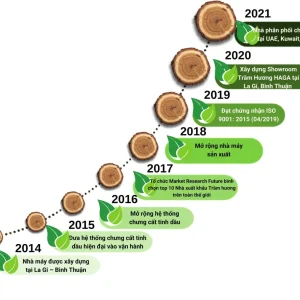 2021
Nhà phân phối ch
tại UAE, Kuwait,
2020
Xây dựng Showroom
Trầm Hương HAGA tại
La Gi, Bình Thuận
2019
Đạt chứng nhận ISO
9001: 2015 (04/2019)
2018
Mở rộng nhà máy
sản xuất
2017
Tổ chức Market Research Future bình
chọn top 10 Nhà xuất khẩu Trầm hương
trên toàn thế giới
2016
Mở rộng hệ thống
chưng cất tinh dầu
2015
Đưa hệ thống chưng cất tinh
dầu hiện đại vào vận hành
2014
Nhà máy được xây dựng
tại La Gi – Bình Thuận